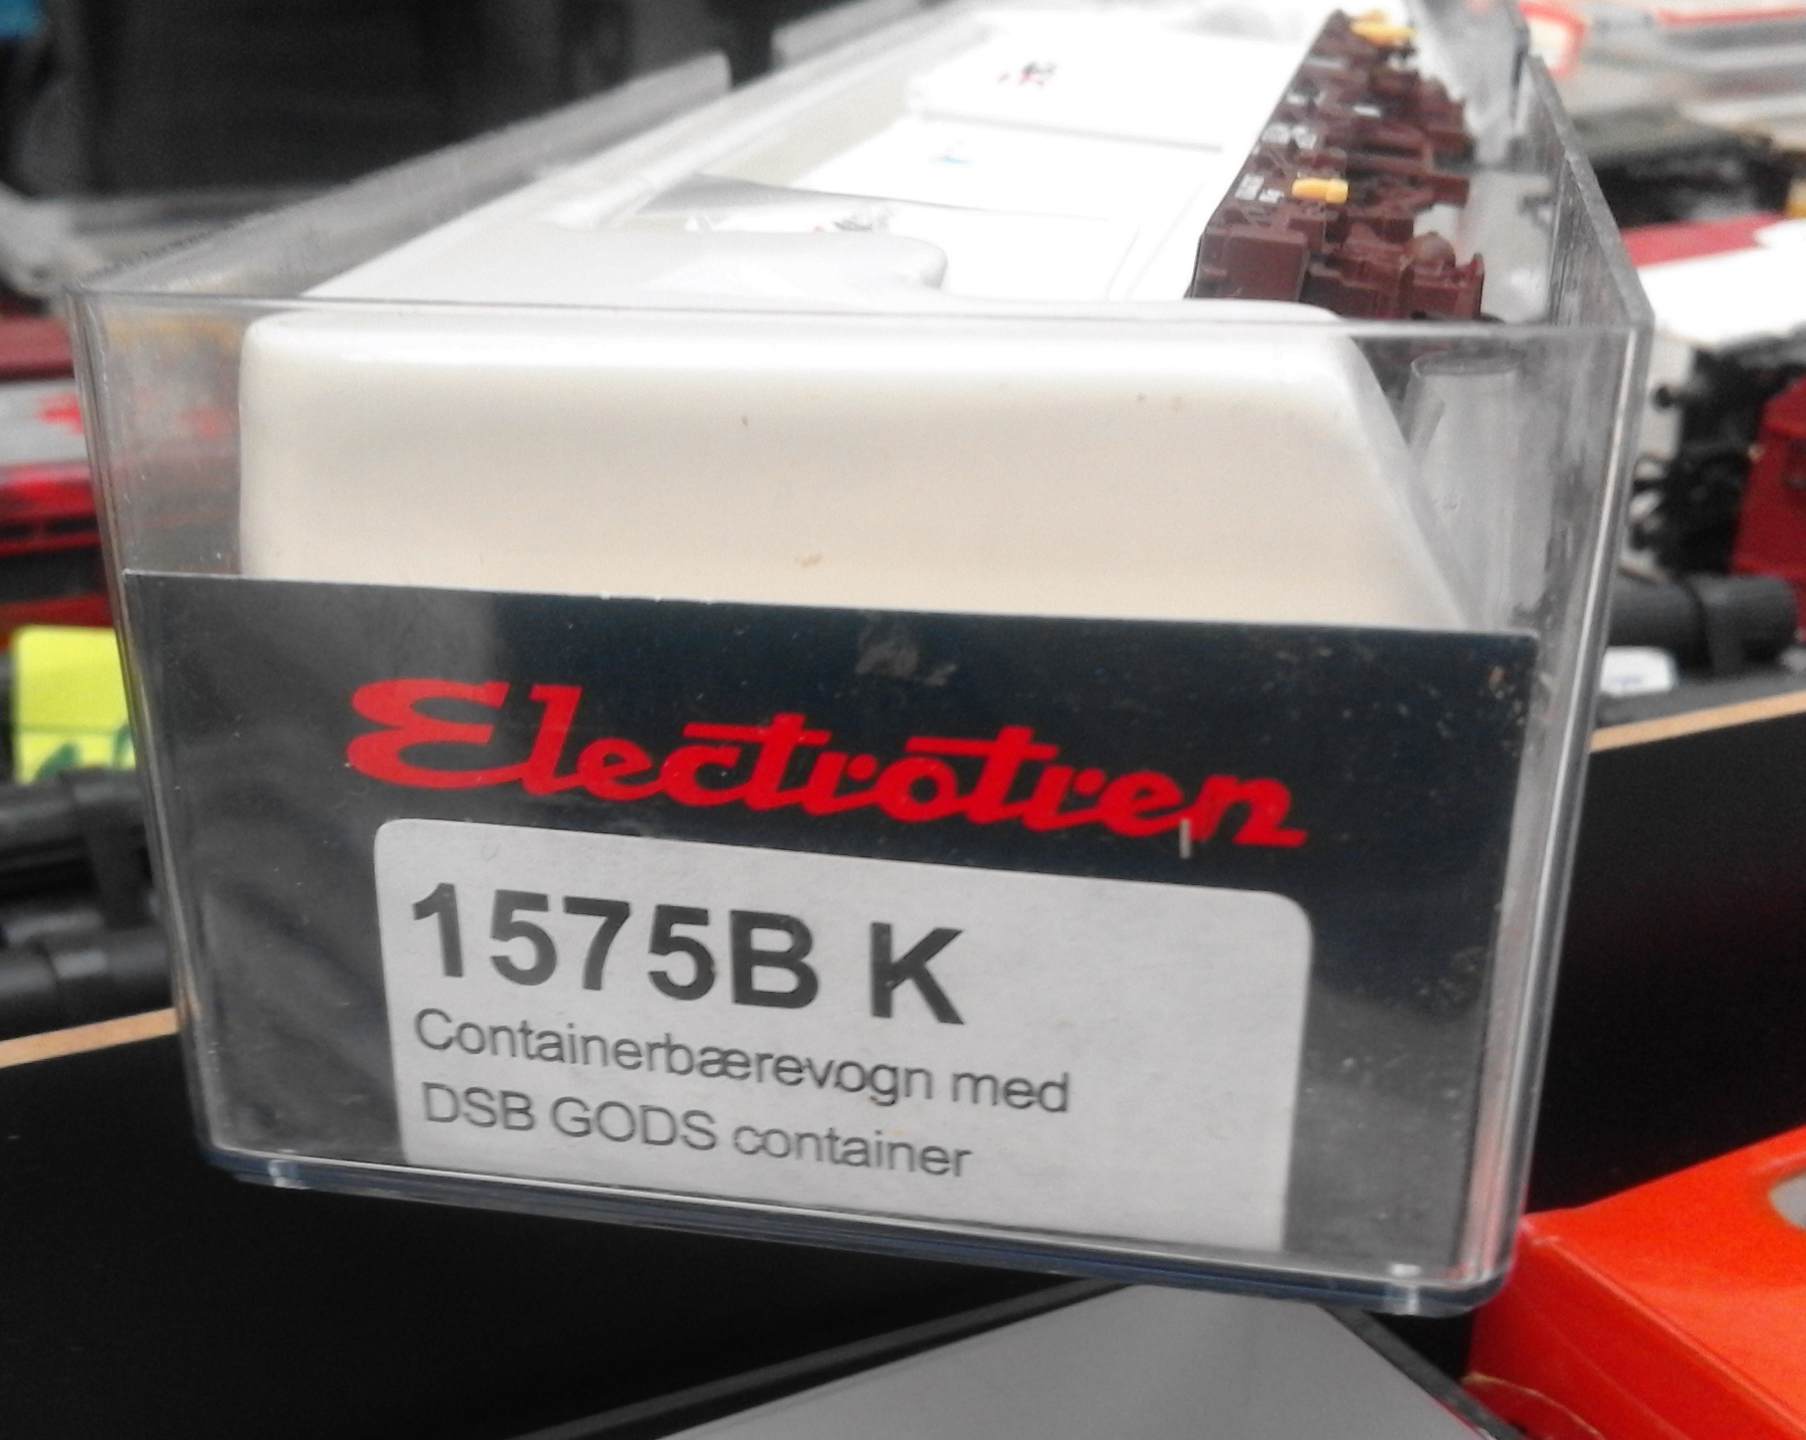 Electrotren
1575B K
Containerbærevogn med
DSB GODS container